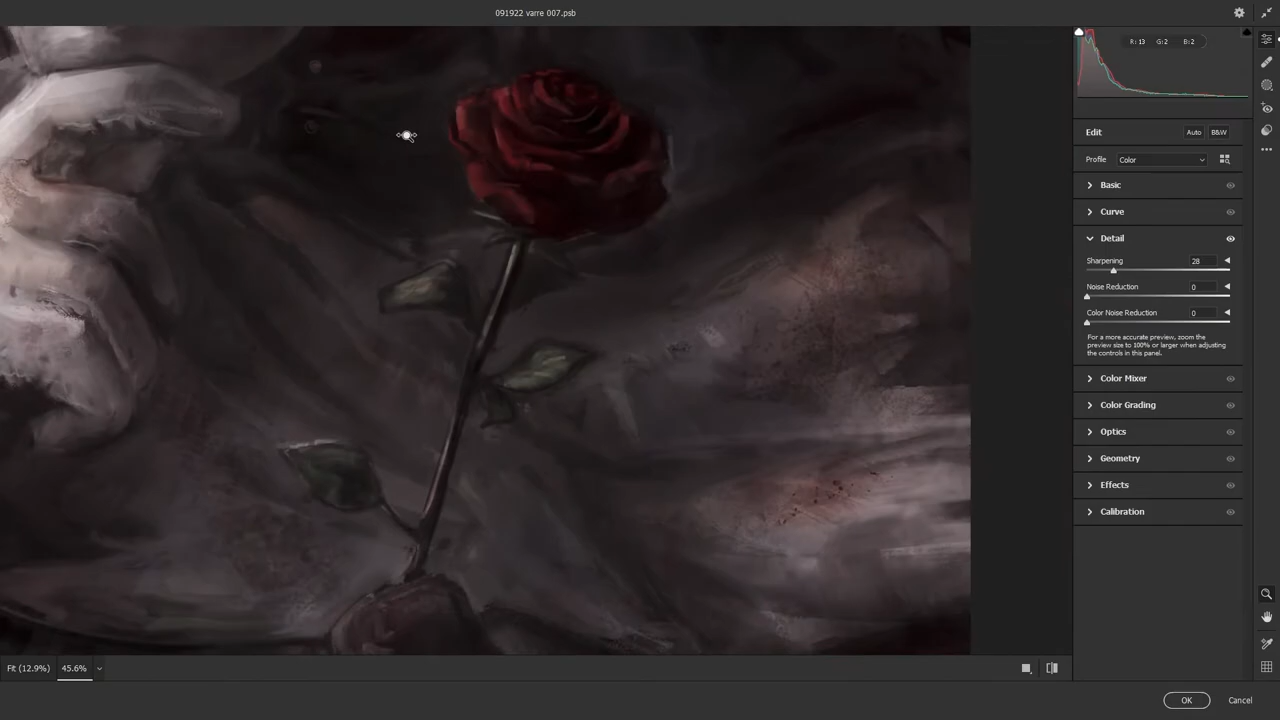 091922 varre 007.psb
R: 13 G: 2 B: 2
Edit Auto B&W
Profile Color
Basic
Curve
Detail
Sharpening 28
Noise Reduction 0
Color Noise Reduction 0
For a more accurate preview, zoom the
preview size to 100% or larger when adjusting
the controls in this panel.
Color Mixer
Color Grading
Optics
Geometry
Effects
Calibration
Fit (12.9%) 45.6%
OK Cancel